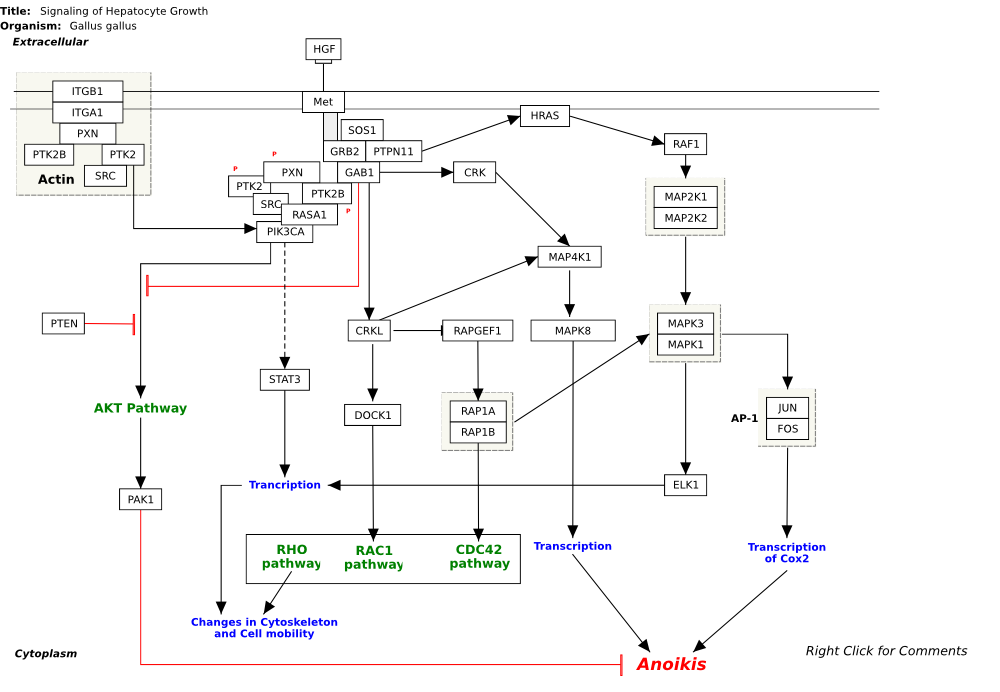 Title: Signaling of Hepatocyte Growth
Organism: Gallus gallus
Extracellular
HGF
ITGB1
ITGA1
PXN
PTK2B
PTK2
SRC
Actin
Met
SOS1
GRB2
PTPN11
GAB1
P
P
PXN
PTK2
PTK2B
SRC
RASA1
P
PIK3CA
HRAS
RAF1
CRK
MAP2K1
MAP2K2
MAP4K1
PTEN
CRKL
RAPGEF1
MAPK8
MAPK3
MAPK1
STAT3
AKT Pathway
DOCK1
RAP1A
RAP1B
AP-1
JUN
FOS
PAK1
Trancription
ELK1
RHO
pathway
RAC1
pathway
CDC42
pathway
Transcription
Transcription
of Cox2
Changes in Cytoskeleton
and Cell mobility
Cytoplasm
Anoikis
Right Click for Comments